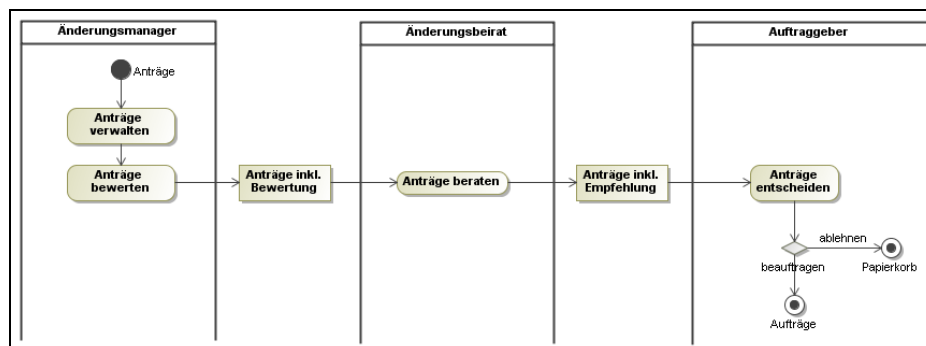 Änderungsmanager
Änderungsbeirat
Auftraggeber
Anträge
Anträge
verwalten
Anträge
bewerten
Anträge inkl.
Bewertung
Anträge beraten
Anträge inkl.
Empfehlung
Anträge
entscheiden
ablehnen
beauftragen
Papierkorb
Aufträge